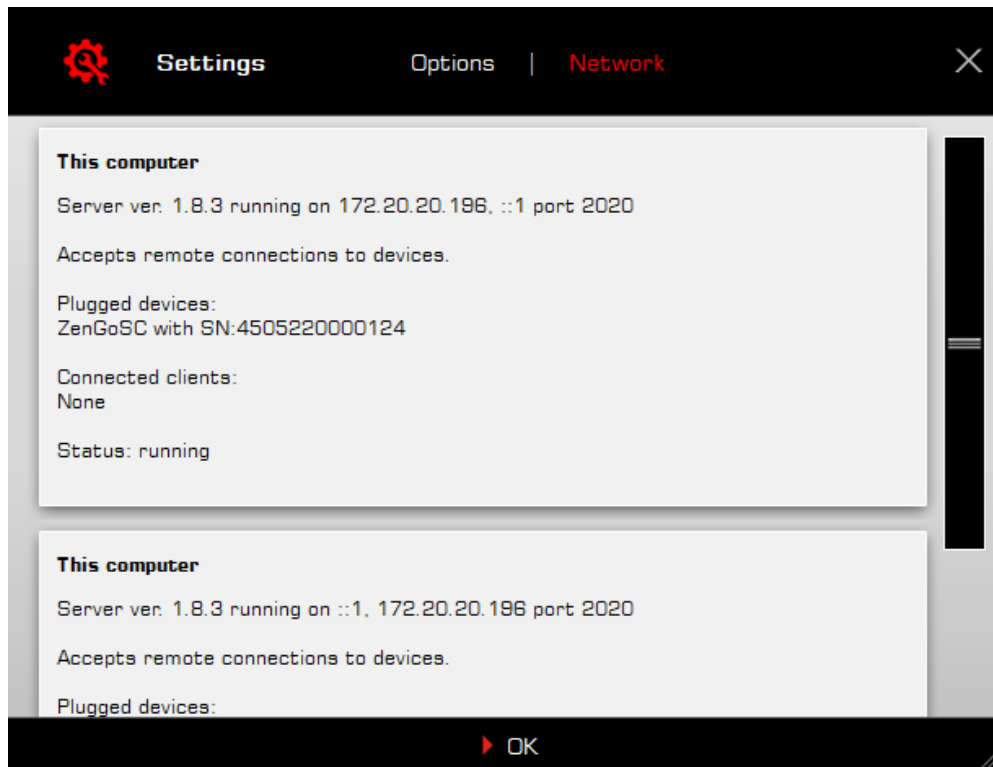 Settings
Options | Network
This computer
Server ver. 1.8.3 running on 172.20.20.196, ::1 port 2020
Accepts remote connections to devices.
Plugged devices:
ZenGoSC with SN:4505220000124
Connected clients:
None
Status: running
This computer
Server ver. 1.8.3 running on ::1, 172.20.20.196 port 2020
Accepts remote connections to devices.
Plugged devices:
OK